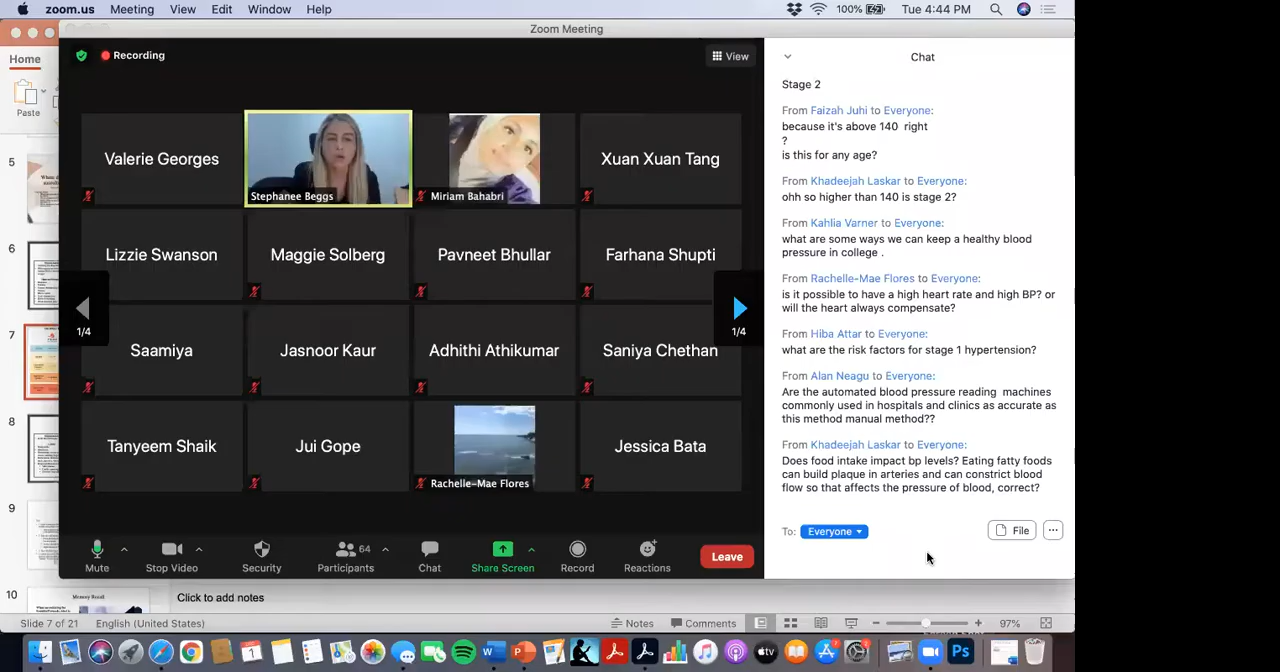 zoom.us Meeting View Edit Window Help 100% Tue 4:44 PM
Zoom Meeting
Home
Paste
5
6
7
8
9
10
Recording
View
Valerie Georges
Stephanee Beggs
Miriam Bahabri
Xuan Xuan Tang
Lizzie Swanson
Maggie Solberg
Pavneet Bhullar
Farhana Shupti
1/4
1/4
Saamiya
Jasnoor Kaur
Adhithi Athikumar
Saniya Chethan
Tanyeem Shaik
Jui Gope
Rachelle-Mae Flores
Jessica Bata
Mute
Stop Video
Security
64
Participants
Chat
Share Screen
Record
Reactions
Leave
Chat
Stage 2
From Faizah Juhi to Everyone:
because it's above 140 right
?
is this for any age?
From Khadeejah Laskar to Everyone:
ohh so higher than 140 is stage 2?
From Kahlia Varner to Everyone:
what are some ways we can keep a healthy blood
pressure in college .
From Rachelle-Mae Flores to Everyone:
is it possible to have a high heart rate and high BP? or
will the heart always compensate?
From Hiba Attar to Everyone:
what are the risk factors for stage 1 hypertension?
From Alan Neagu to Everyone:
Are the automated blood pressure reading machines
commonly used in hospitals and clinics as accurate as
this method manual method??
From Khadeejah Laskar to Everyone:
Does food intake impact bp levels? Eating fatty foods
can build plaque in arteries and can constrict blood
flow so that affects the pressure of blood, correct?
To: Everyone
File
Memory Recall
Click to add notes
Slide 7 of 21 English (United States) Notes Comments 97%